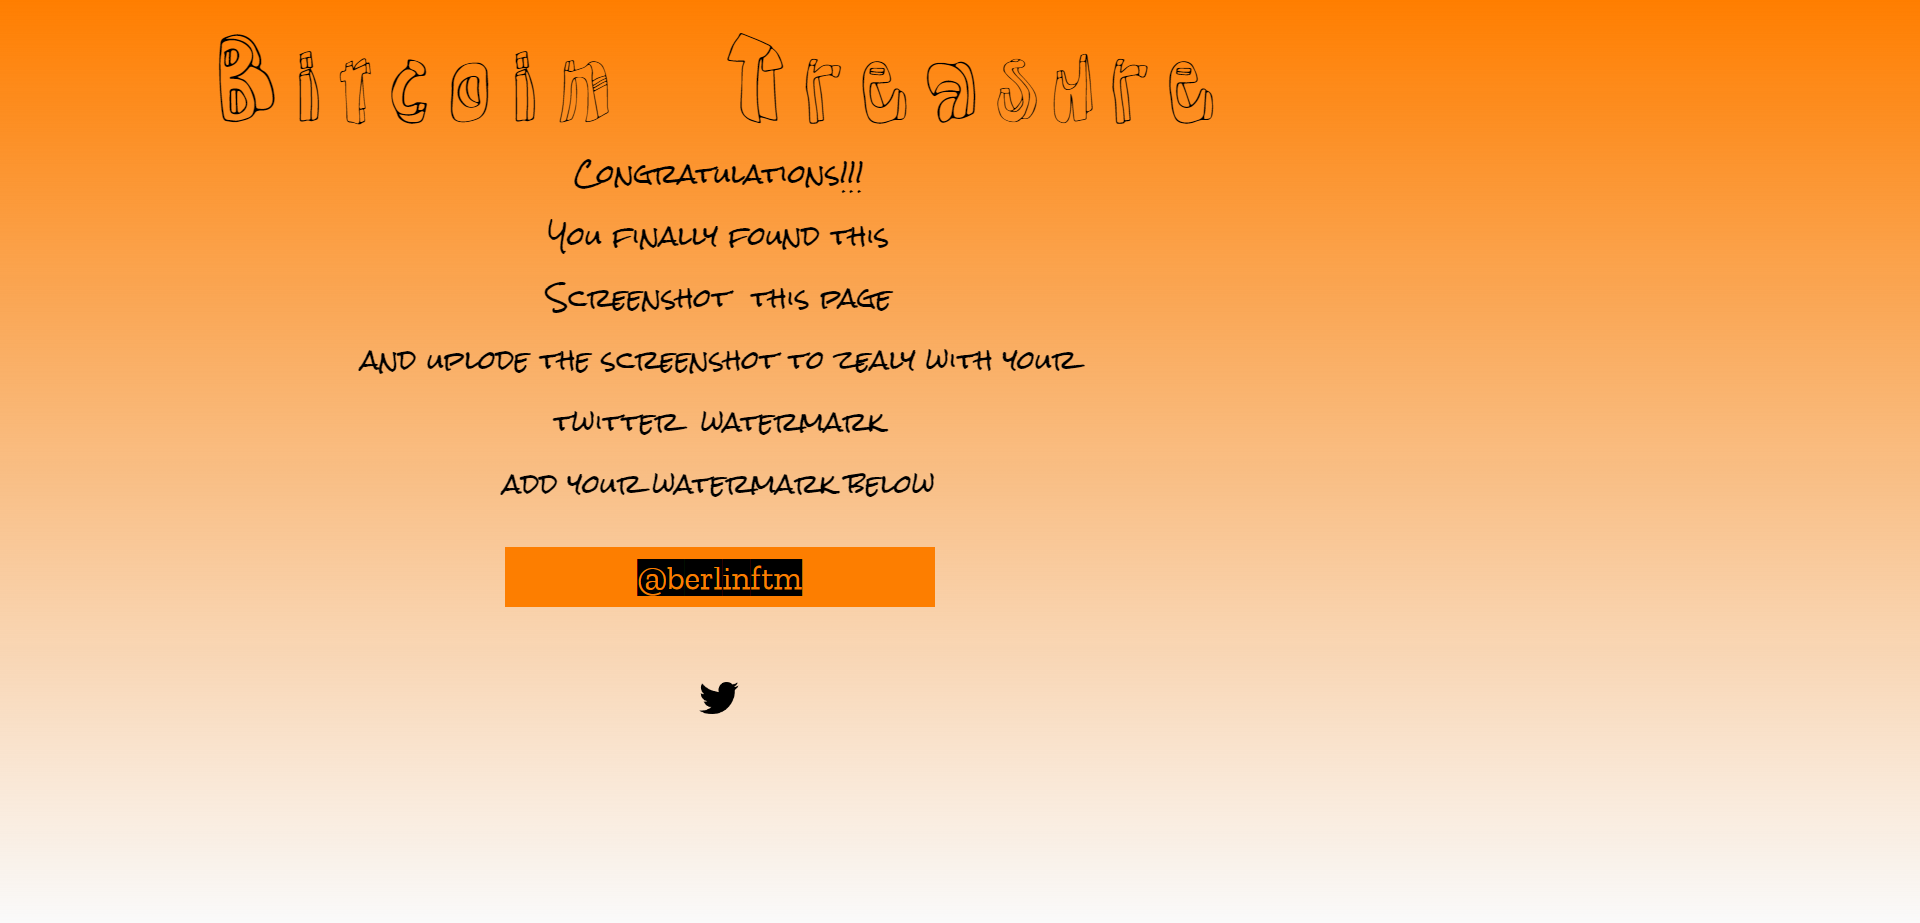 Bitcoin Treasure
Congratulations!!!
You finally found this
Screenshot this page
and uplode the screenshot to zealy with your
twitter watermark
add your watermark below
@berlinftm